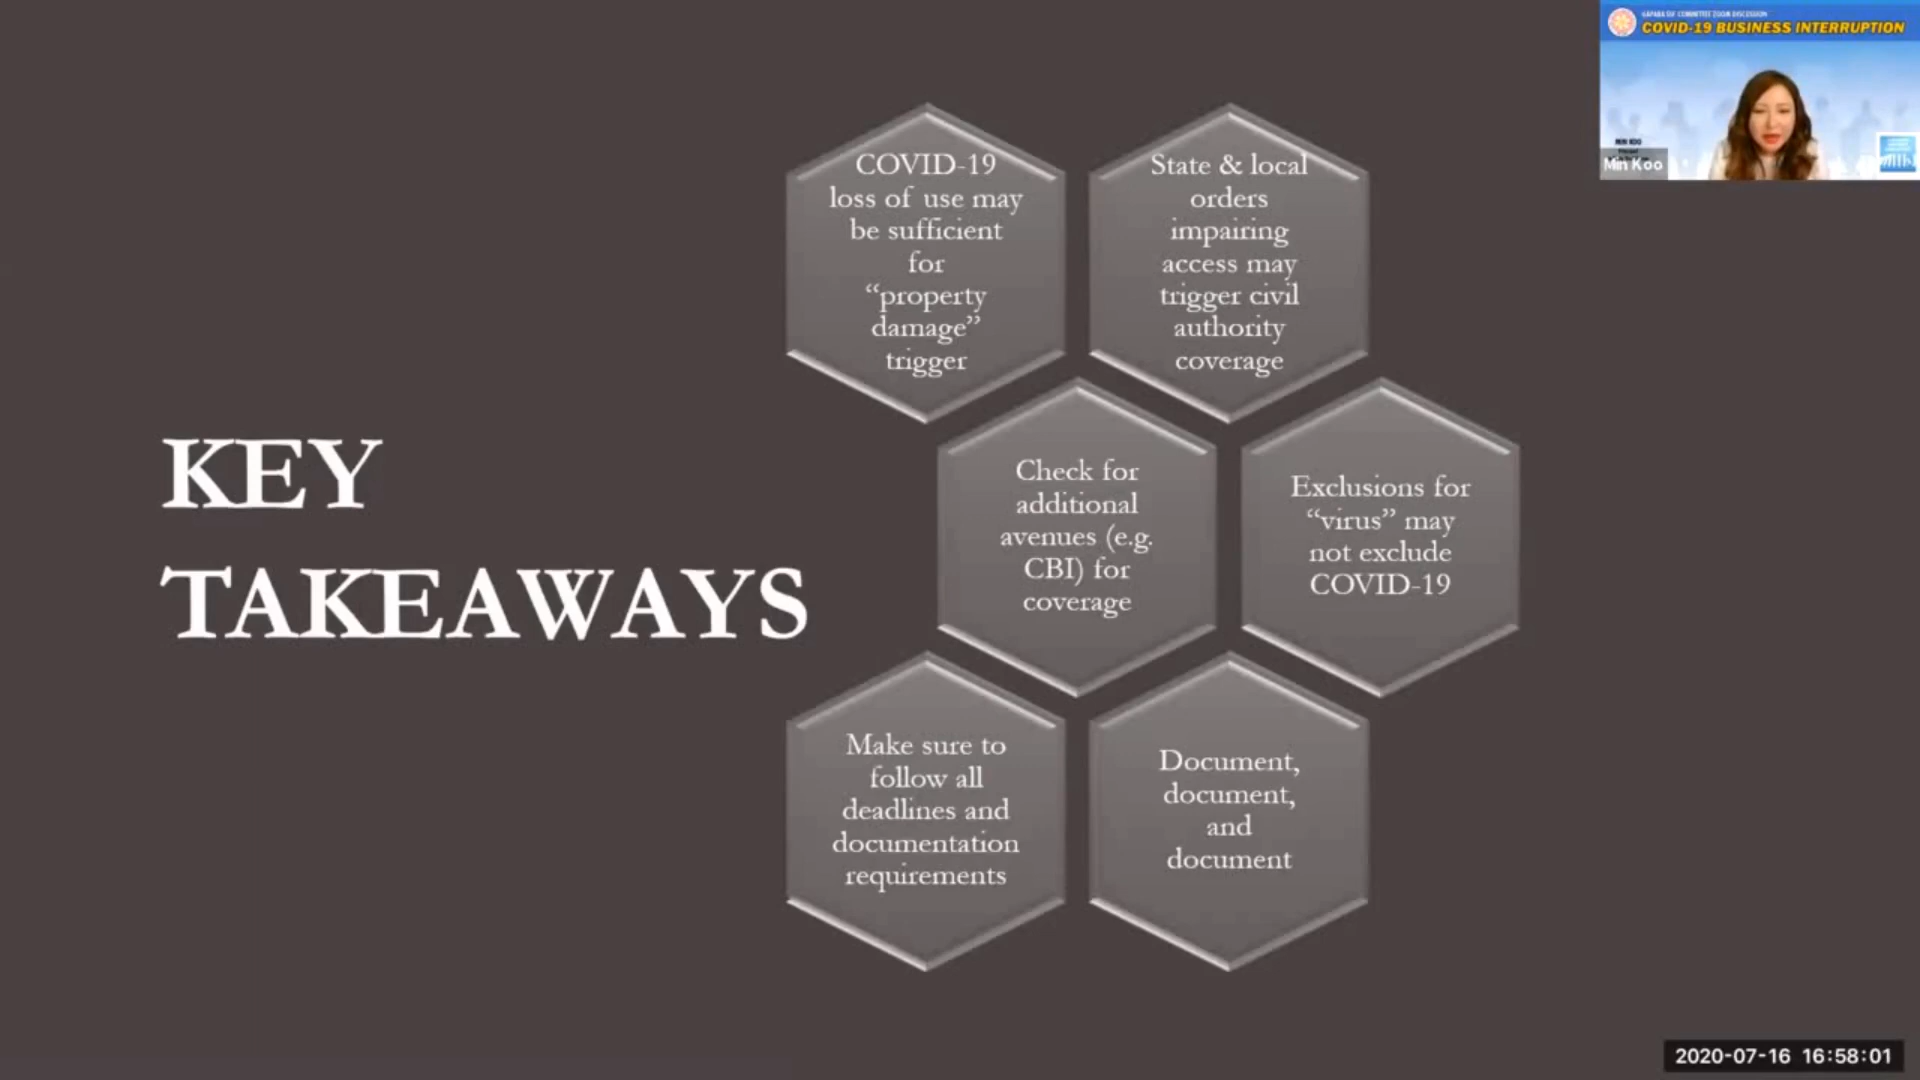 KEY
TAKEAWAYS
COVID-19
loss of use may
be sufficient
for
“property
damage”
trigger
State & local
orders
impairing
access may
trigger civil
authority
coverage
Check for
additional
avenues (e.g.
CBI) for
coverage
Exclusions for
“virus” may
not exclude
COVID-19
Make sure to
follow all
deadlines and
documentation
requirements
Document,
document,
and
document
COVID-19 BUSINESS INTERRUPTION
MIN KOO
Min Koo
2020-07-16 16:58:01